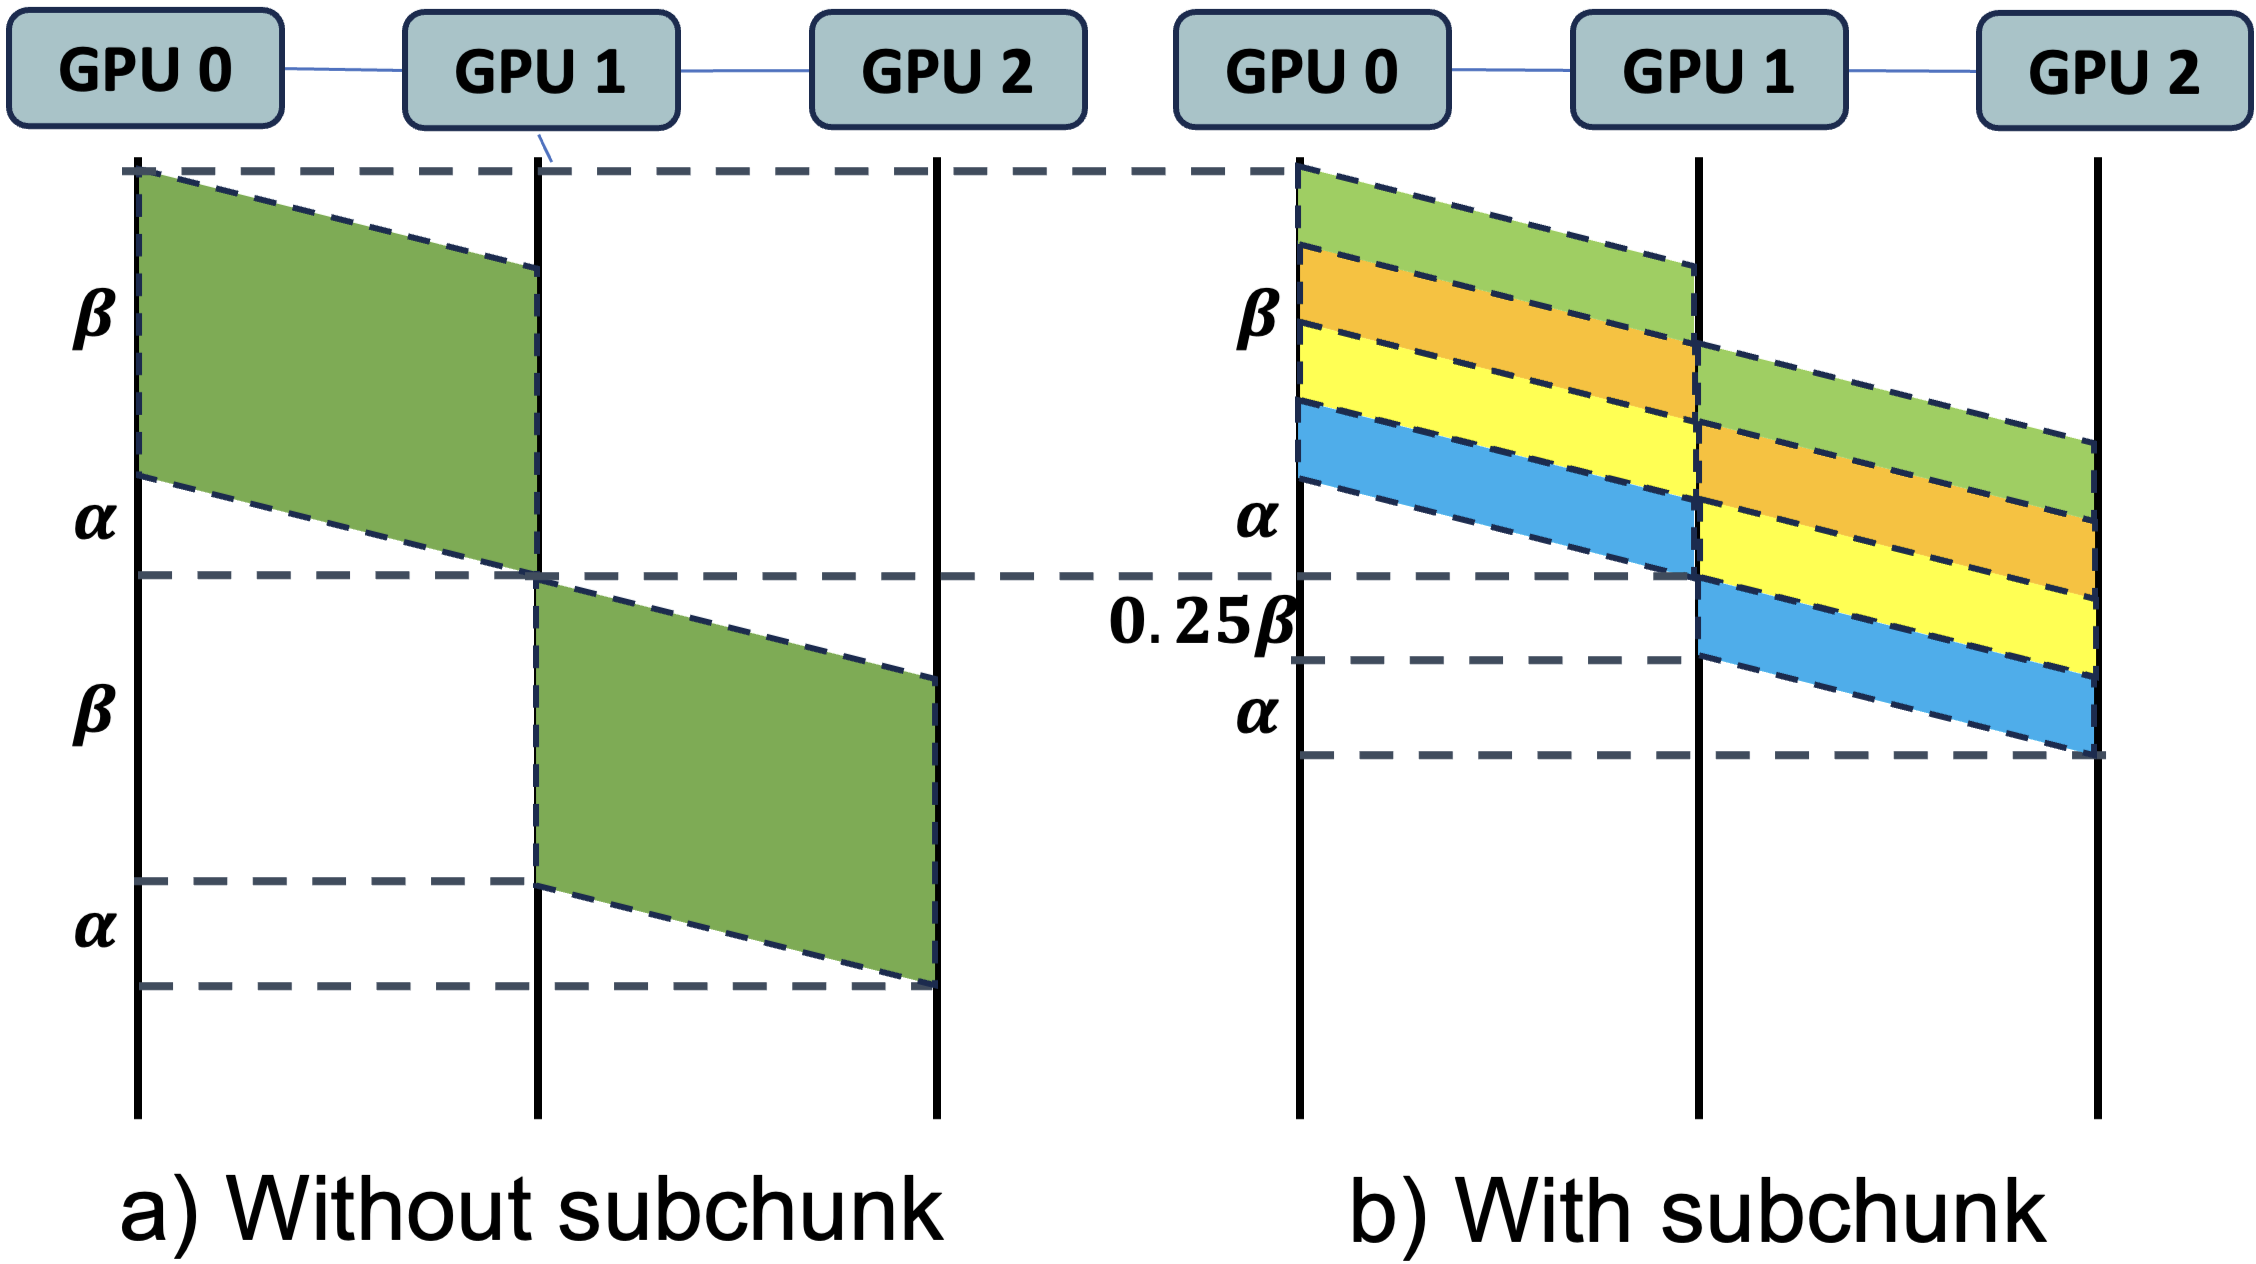 GPU 0
GPU 1
GPU 2
GPU 0
GPU 1
GPU 2
β
α
β
α
β
α
0.25β
α
a) Without subchunk
b) With subchunk